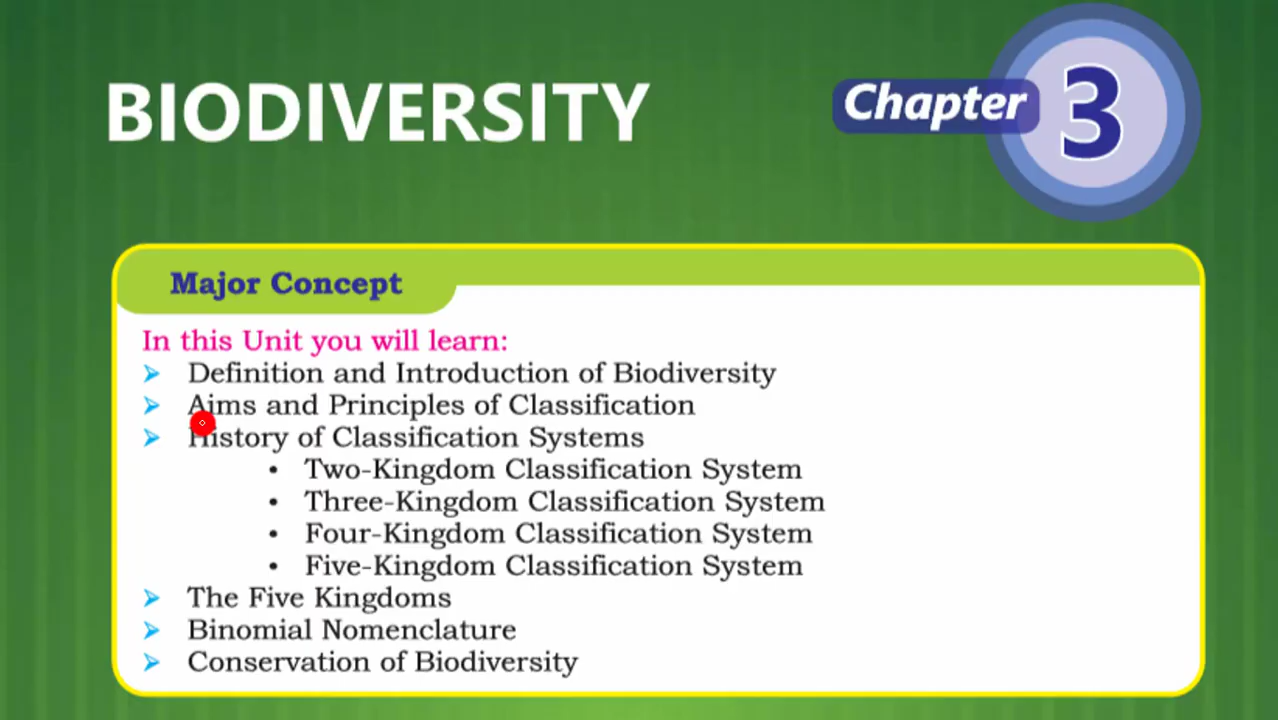 BIODIVERSITY
Chapter 3
Major Concept
In this Unit you will learn:
➢ Definition and Introduction of Biodiversity
➢ Aims and Principles of Classification
➢ History of Classification Systems
• Two-Kingdom Classification System
• Three-Kingdom Classification System
• Four-Kingdom Classification System
• Five-Kingdom Classification System
➢ The Five Kingdoms
➢ Binomial Nomenclature
➢ Conservation of Biodiversity